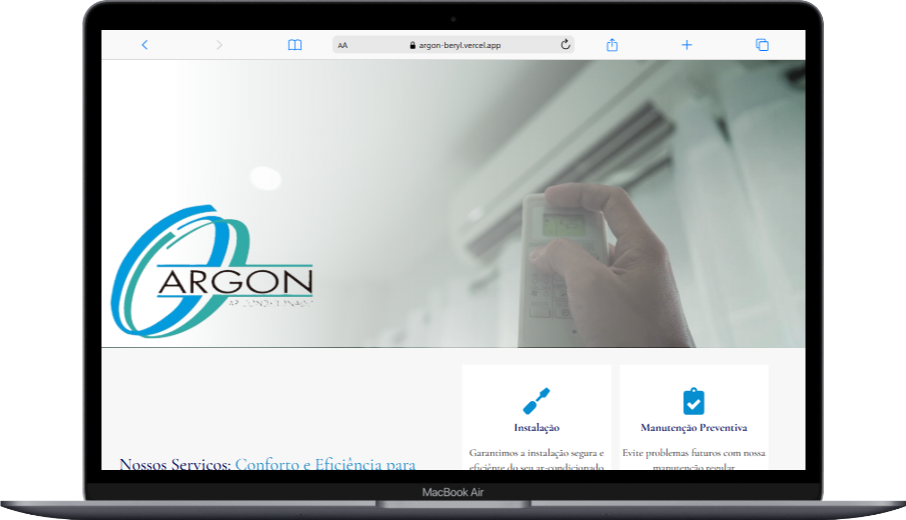 AA argon-beryl.vercel.app
ARGON
Instalação
Manutenção Preventiva
Garantimos a instalação segura e
Evite problemas futuros com nossa
eficiente do seu ar-condicionado
manutenção regular
Nossos Serviços: Conforto e Eficiência para
MacBook Air